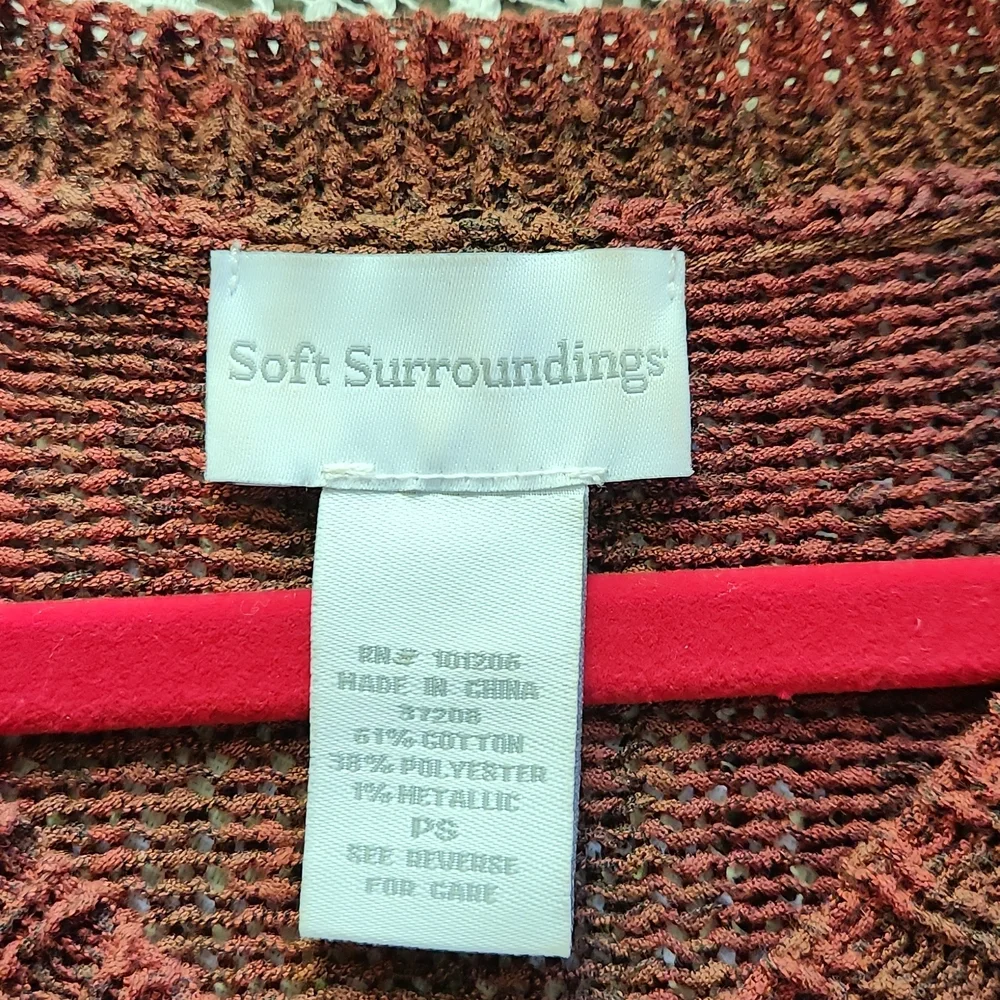 Soft Surroundings
RN# 101206
MADE IN CHINA
37208
61% COTTON
38% POLYESTER
1% METALLIC
PS
SEE REVERSE
FOR CARE